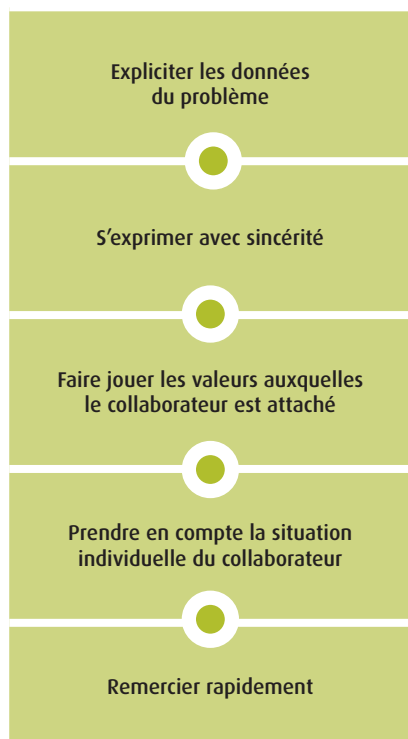 Expliciter les données
du problème
S'exprimer avec sincérité
Faire jouer les valeurs auxquelles
le collaborateur est attaché
Prendre en compte la situation
individuelle du collaborateur
Remercier rapidement